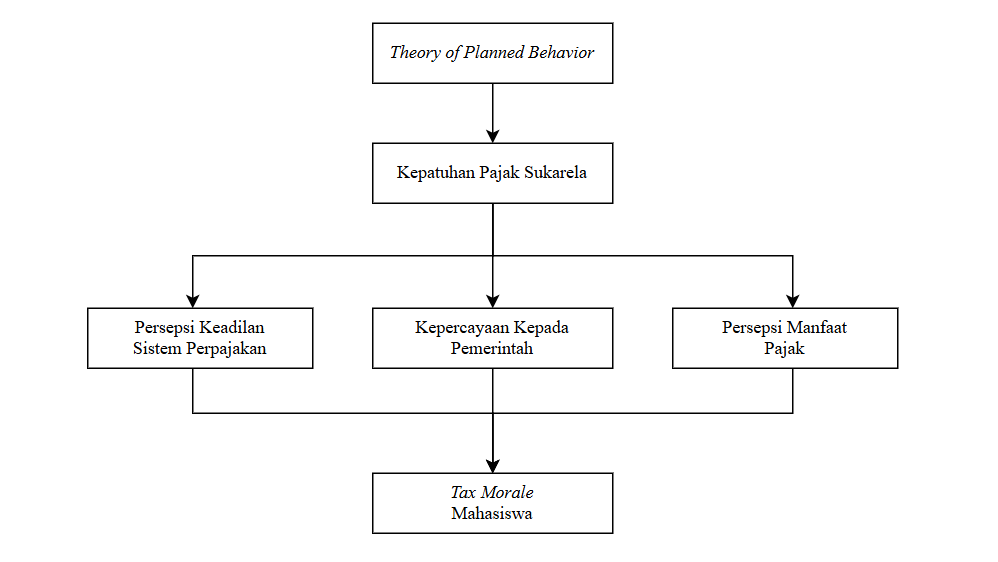 Theory of Planned Behavior
Kepatuhan Pajak Sukarela
Persepsi Keadilan
Sistem Perpajakan
Kepercayaan Kepada
Pemerintah
Persepsi Manfaat
Pajak
Tax Morale
Mahasiswa